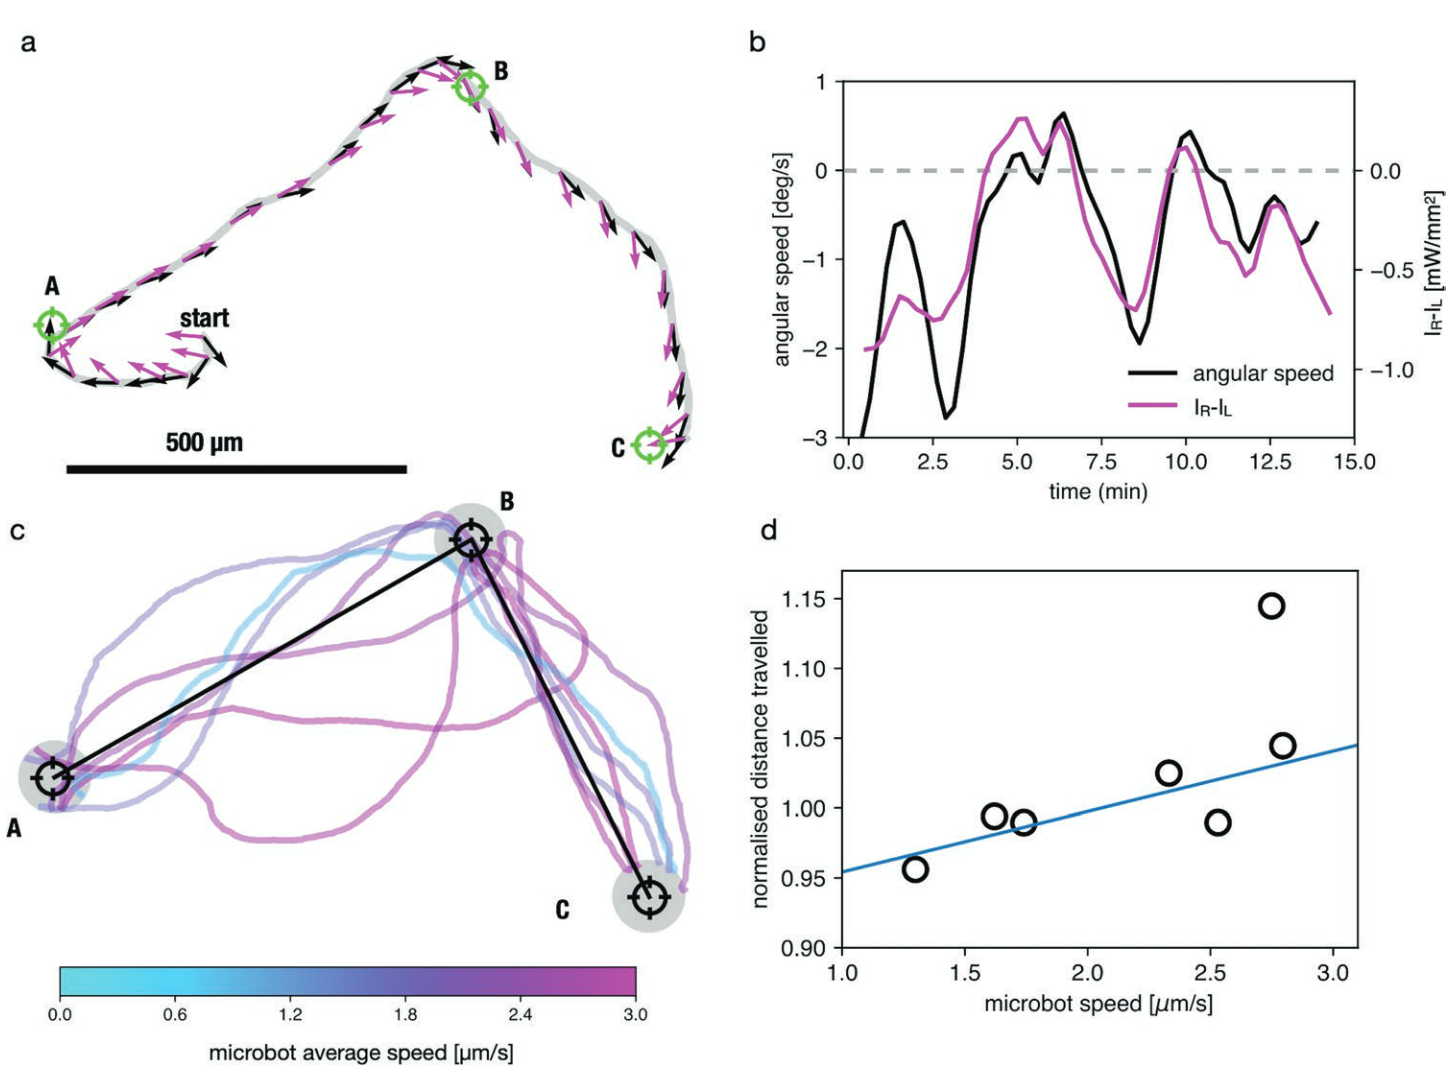 a
B
A
start
C
500 µm
b
1
0
−1
−2
−3
angular speed [deg/s]
0.0
−0.5
−1.0
I_R-I_L [mW/mm²]
angular speed
I_R-I_L
0.0 2.5 5.0 7.5 10.0 12.5 15.0
time (min)
c
B
A
C
0.0 0.6 1.2 1.8 2.4 3.0
microbot average speed [µm/s]
d
1.15
1.10
1.05
1.00
0.95
0.90
normalised distance travelled
1.0 1.5 2.0 2.5 3.0
microbot speed [µm/s]